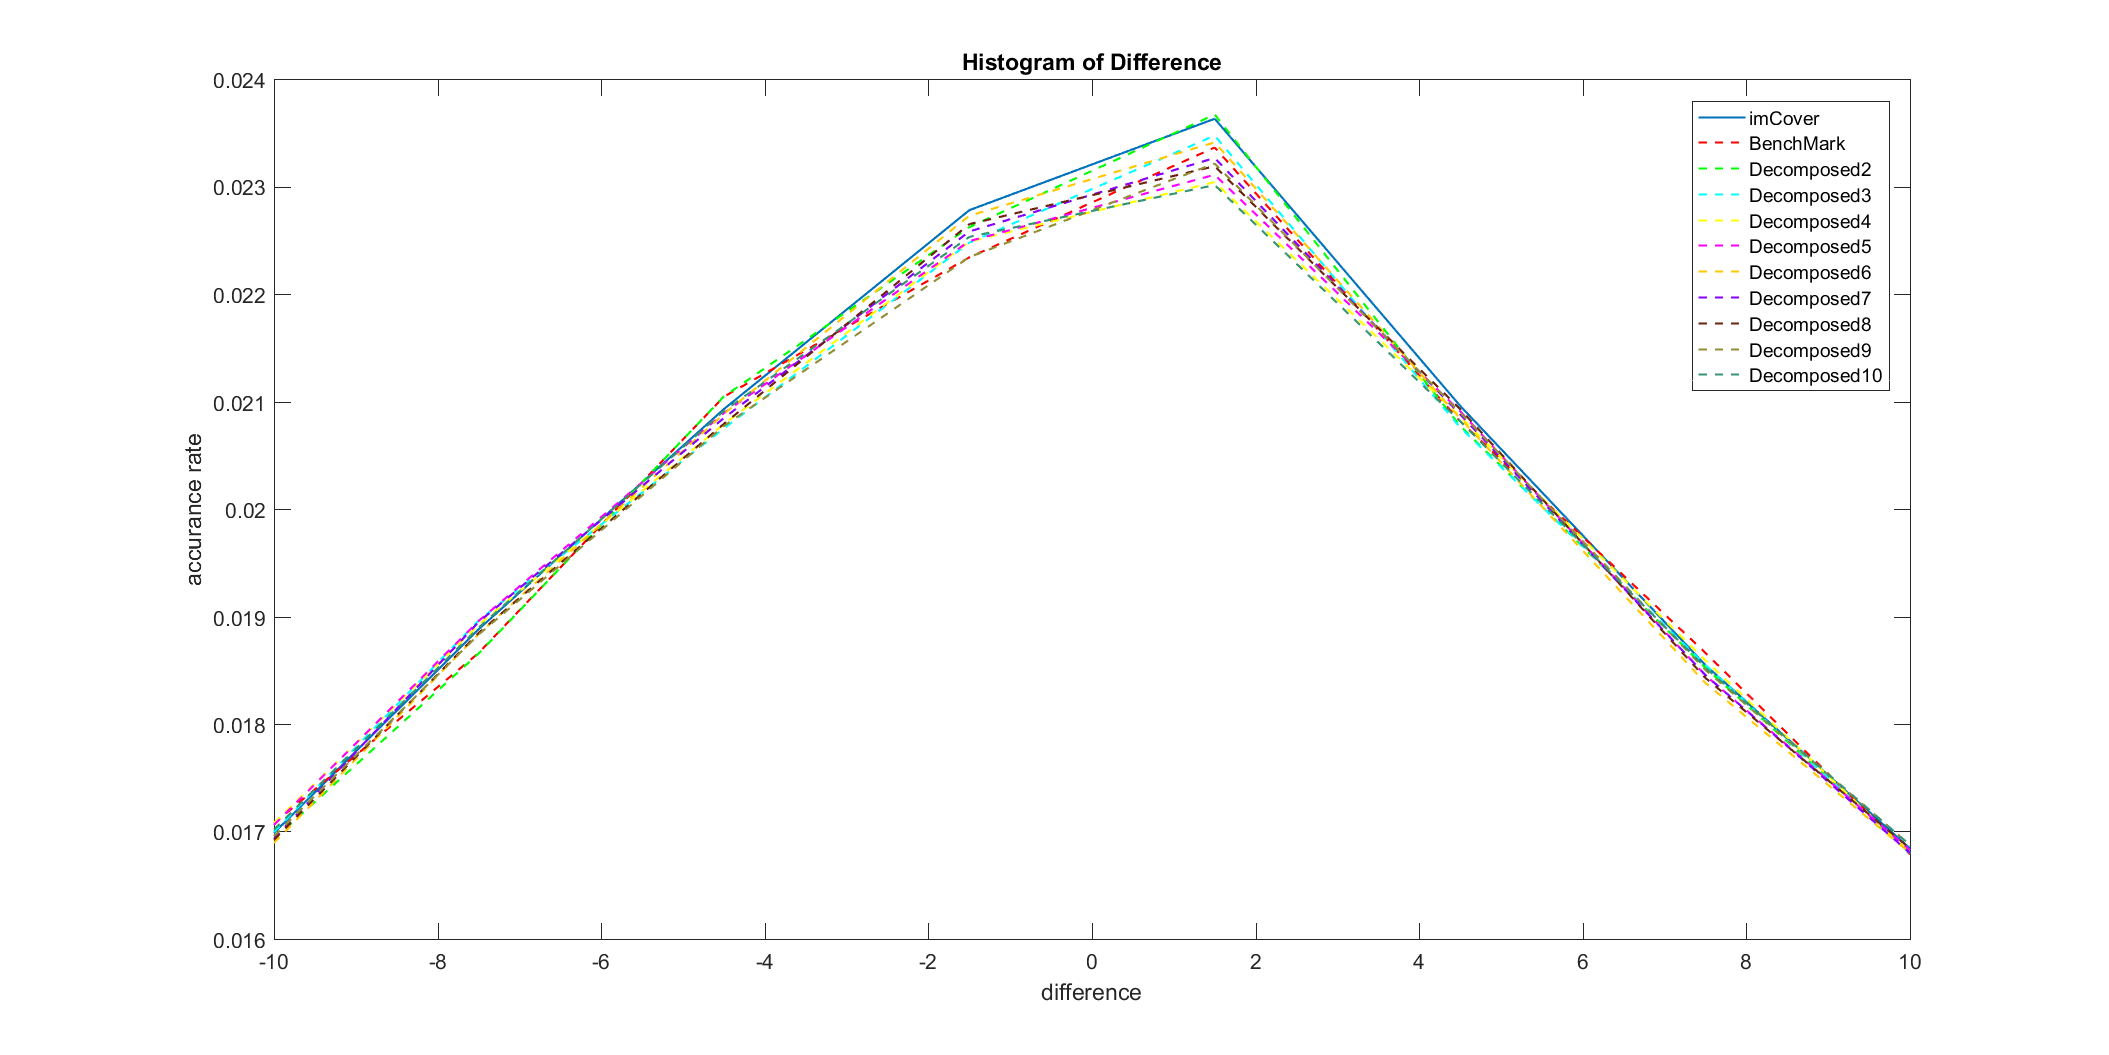 Histogram of Difference
0.024
0.023
0.022
0.021
0.02
0.019
0.018
0.017
0.016
accurance rate
-10 -8 -6 -4 -2 0 2 4 6 8 10
difference
imCover
BenchMark
Decomposed2
Decomposed3
Decomposed4
Decomposed5
Decomposed6
Decomposed7
Decomposed8
Decomposed9
Decomposed10